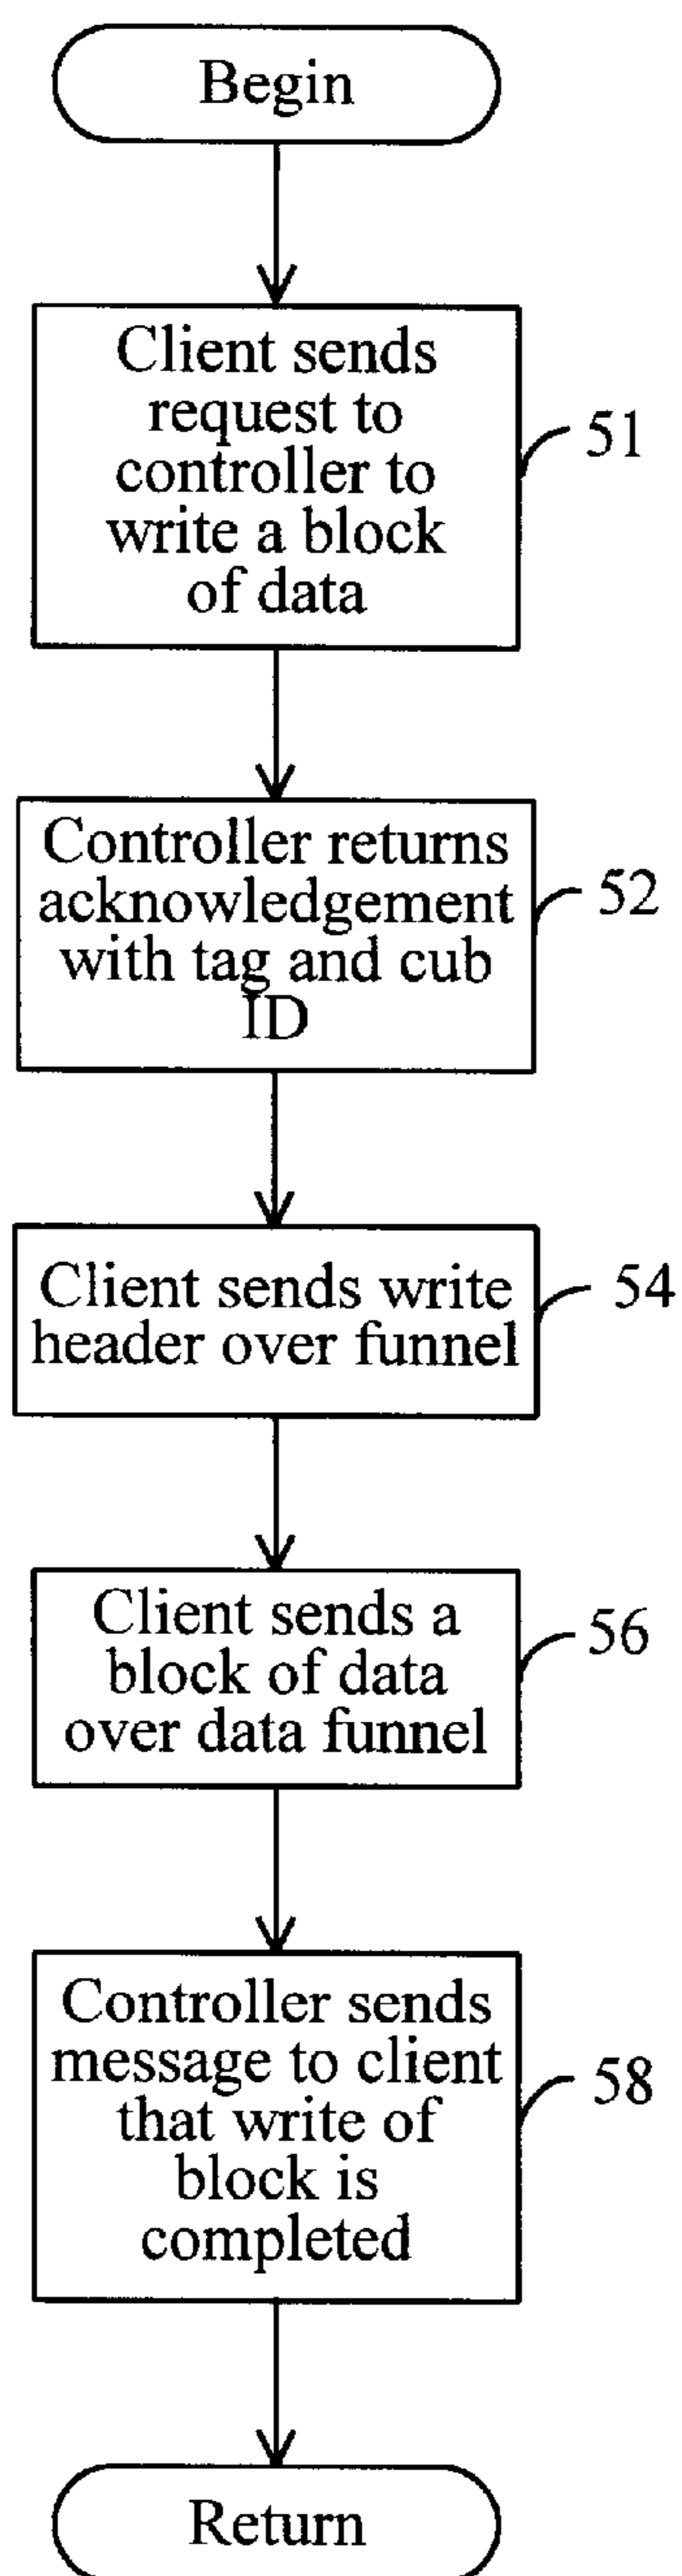 Begin
Client sends
request to
controller to
write a block
of data
51
Controller returns
acknowledgement
with tag and cub
ID
52
Client sends write
header over funnel
54
Client sends a
block of data
over data funnel
56
Controller sends
message to client
that write of
block is
completed
58
Return